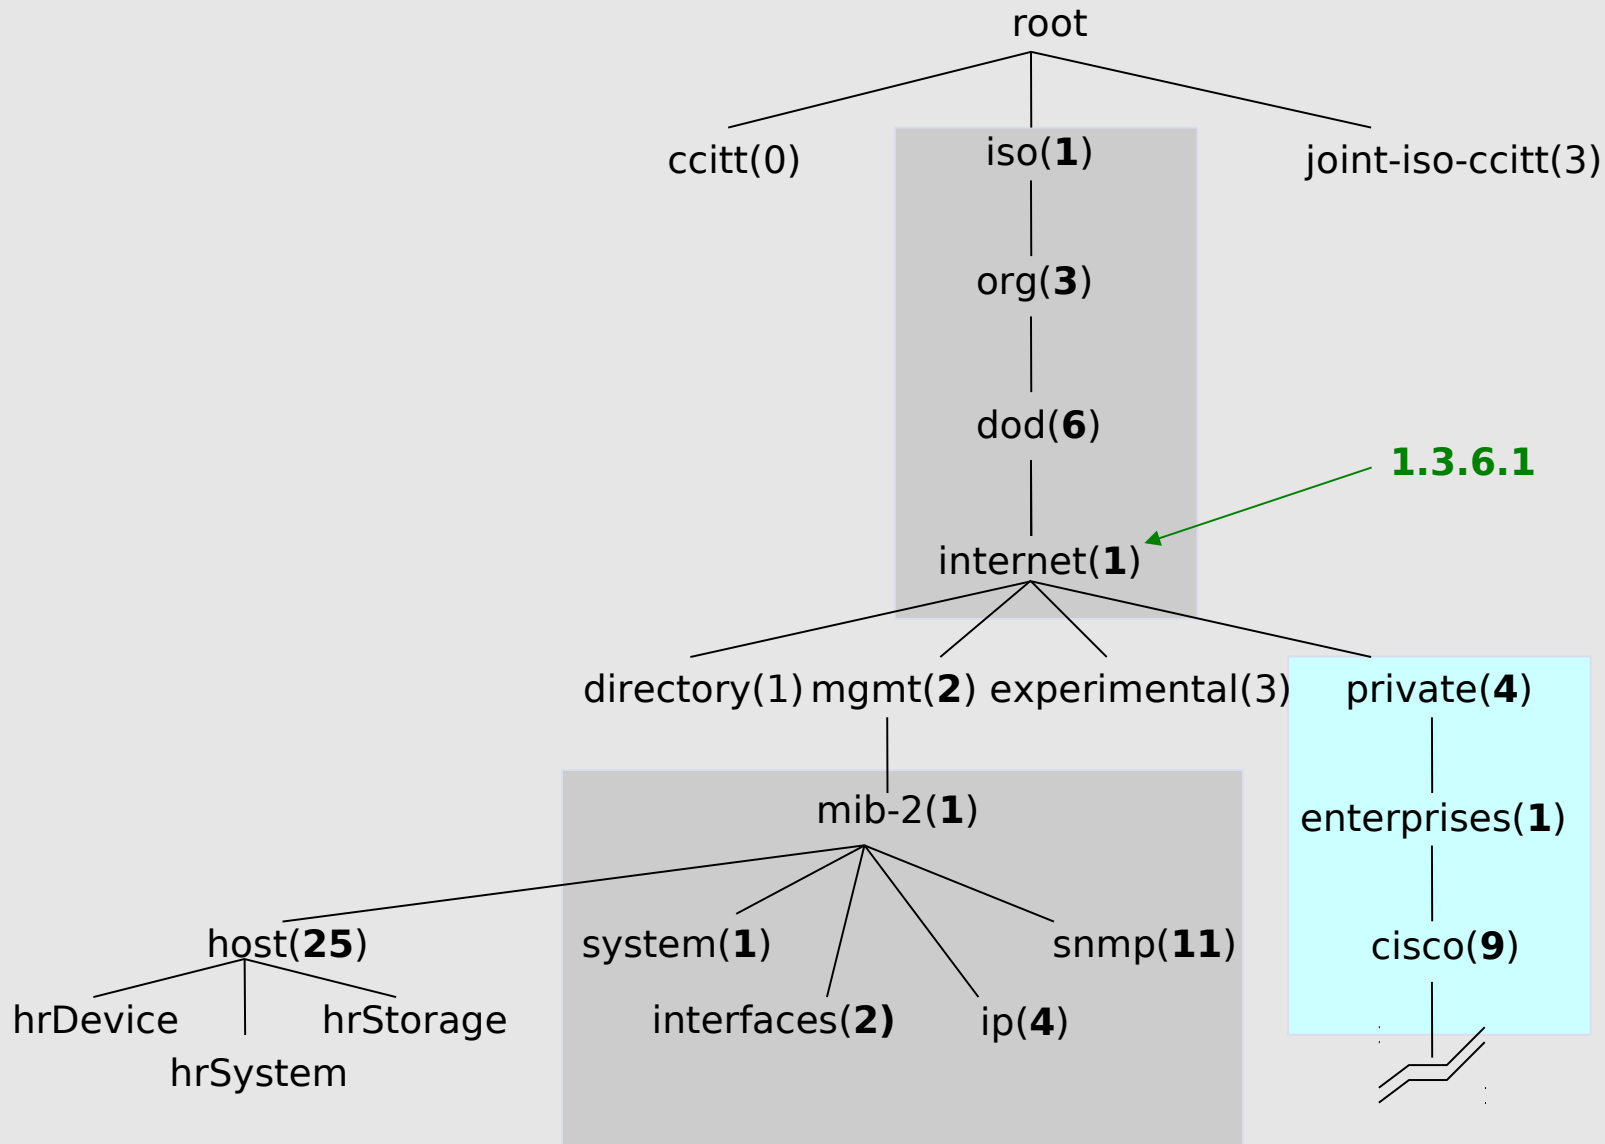 root
ccitt(0)
iso(1)
joint-iso-ccitt(3)
org(3)
dod(6)
1.3.6.1
internet(1)
directory(1)
mgmt(2)
experimental(3)
private(4)
mib-2(1)
enterprises(1)
host(25)
system(1)
snmp(11)
cisco(9)
hrDevice
hrStorage
interfaces(2)
ip(4)
hrSystem